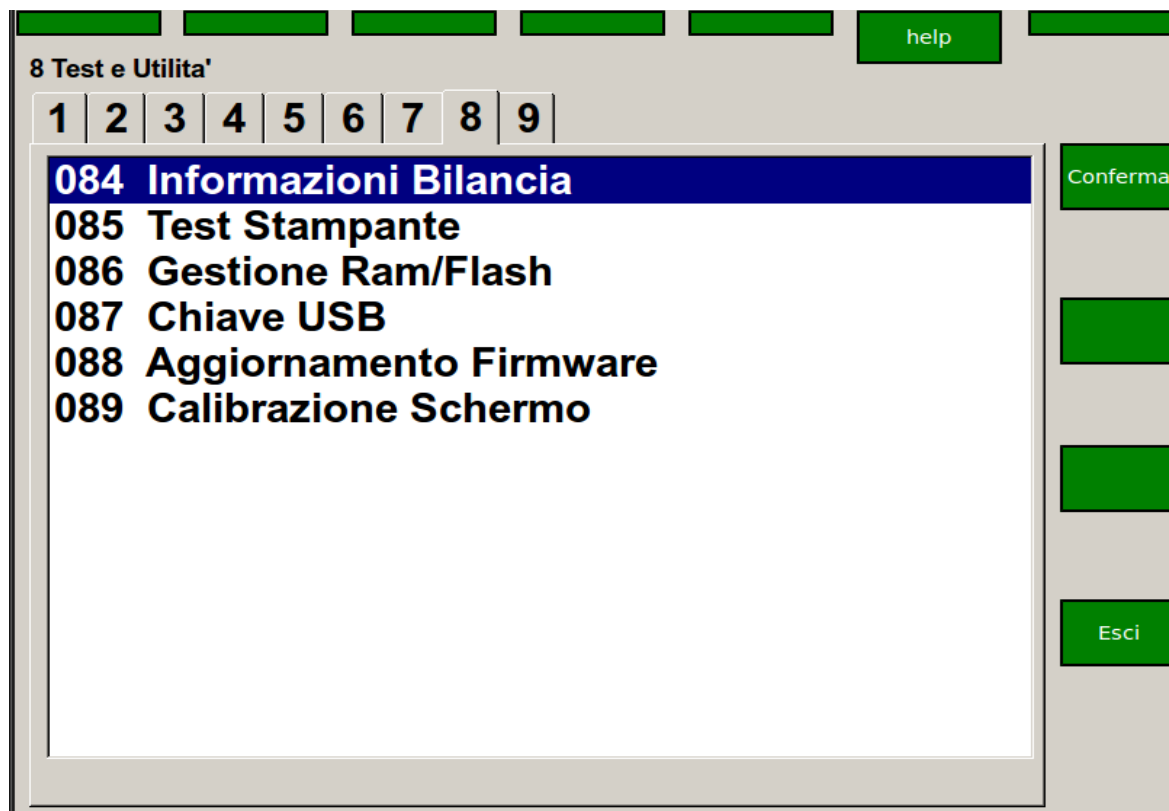 help
8 Test e Utilita'
1 2 3 4 5 6 7 8 9
084 Informazioni Bilancia
085 Test Stampante
086 Gestione Ram/Flash
087 Chiave USB
088 Aggiornamento Firmware
089 Calibrazione Schermo
Conferma
Esci